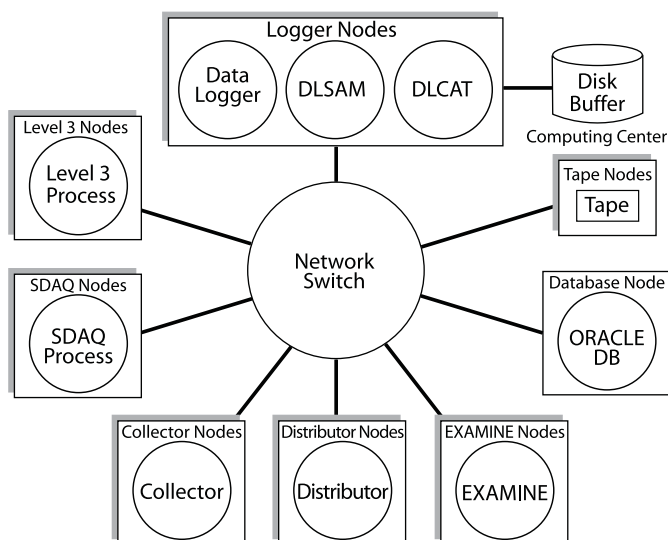 Logger Nodes
Data
Logger
DLSAM
DLCAT
Disk
Buffer
Computing Center
Level 3 Nodes
Level 3
Process
Tape Nodes
Tape
Network
Switch
SDAQ Nodes
SDAQ
Process
Database Node
ORACLE
DB
Collector Nodes
Collector
Distributor Nodes
Distributor
EXAMINE Nodes
EXAMINE